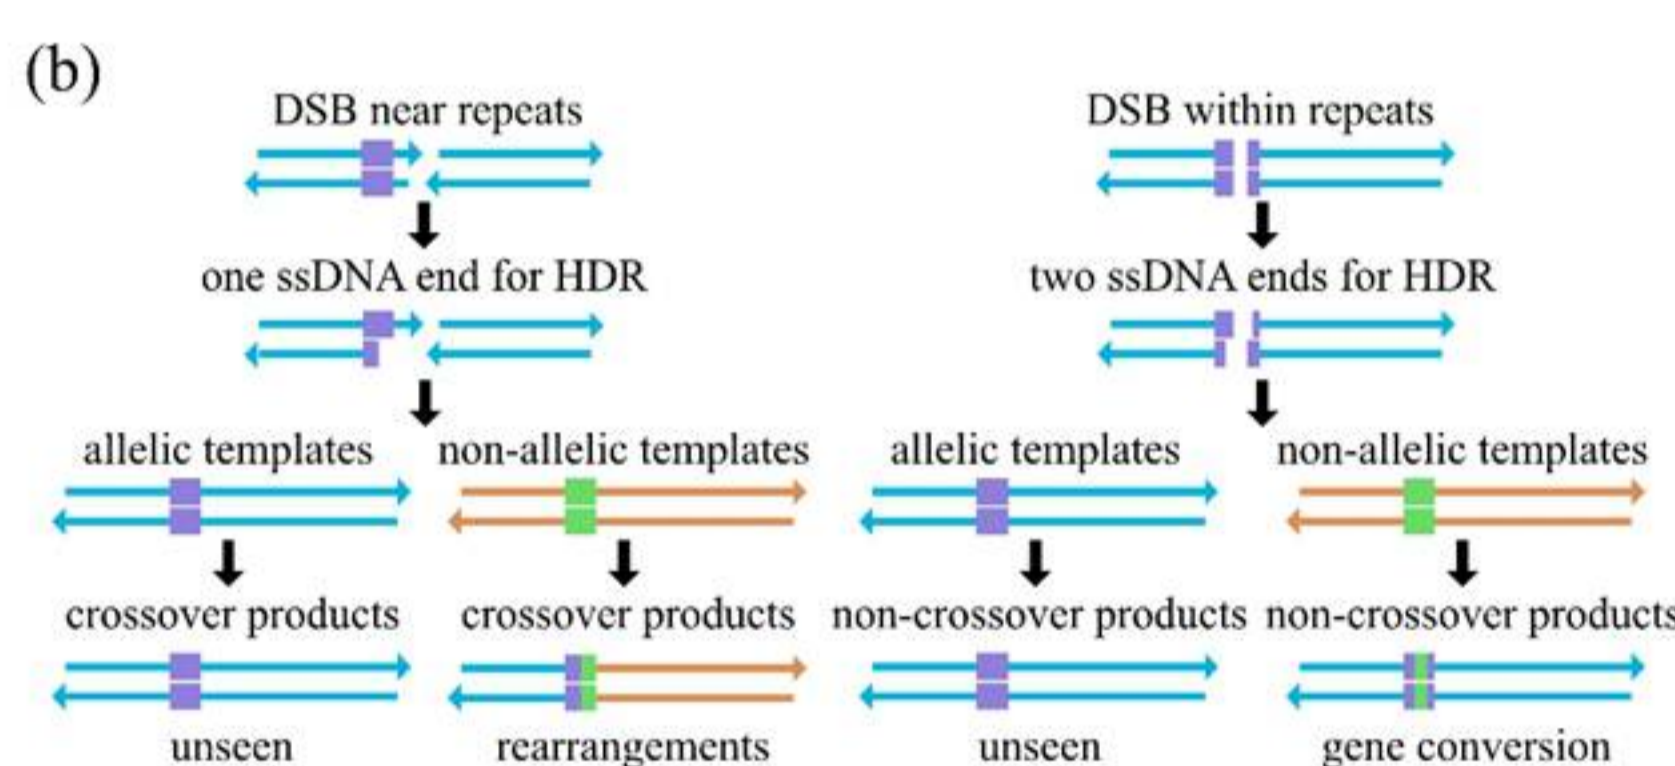 (b)
DSB near repeats
DSB within repeats
one ssDNA end for HDR
two ssDNA ends for HDR
allelic templates
non-allelic templates
allelic templates
non-allelic templates
crossover products
crossover products
non-crossover products
non-crossover products
unseen
rearrangements
unseen
gene conversion